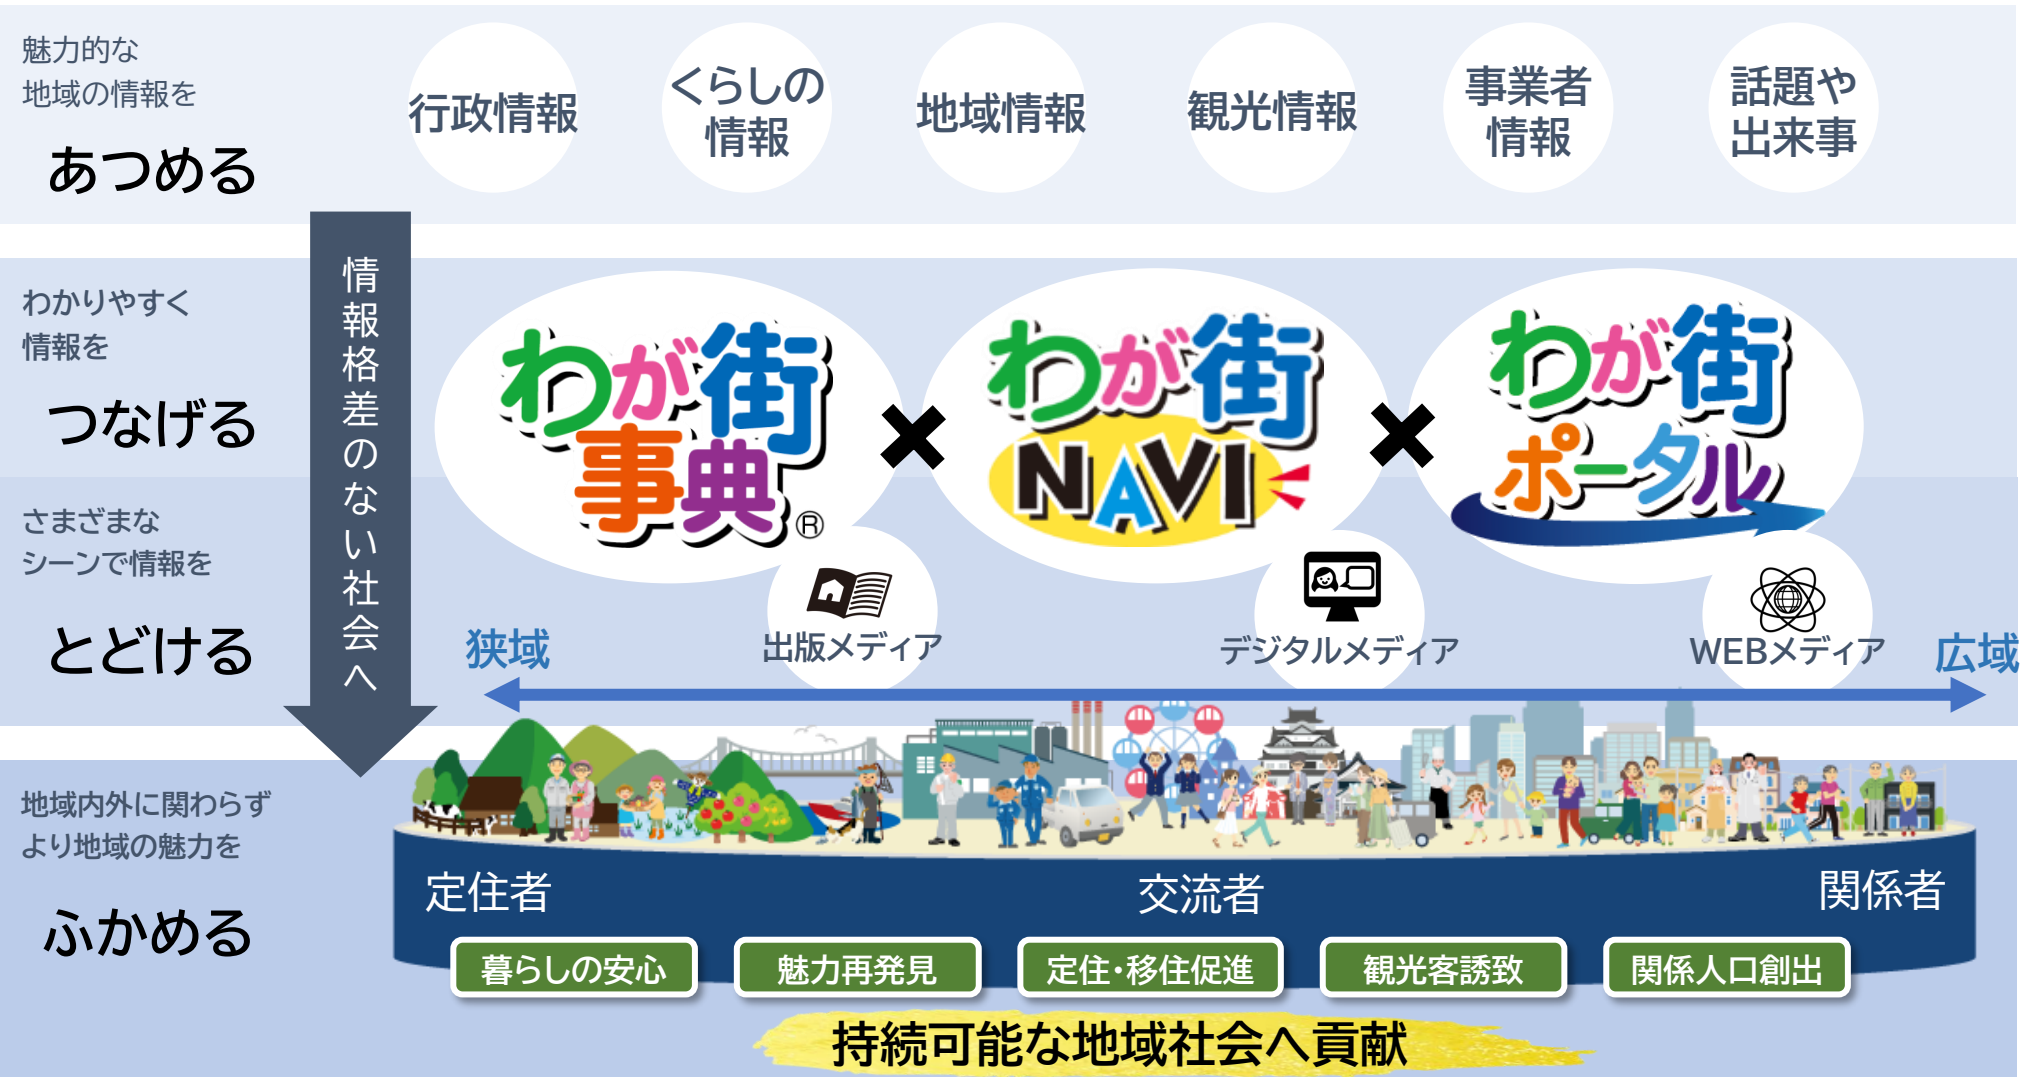 魅力的な
地域の情報を
あつめる
行政情報
くらしの
情報
地域情報
観光情報
事業者
情報
話題や
出来事
情報格差のない社会へ
わかりやすく
情報を
つなげる
わが街
事典®
×
わが街
NAVI
×
わが街
ポータル
さまざまな
シーンで情報を
とどける
狭域
出版メディア
デジタルメディア
WEBメディア
広域
地域内外に関わらず
より地域の魅力を
ふかめる
定住者
交流者
関係者
暮らしの安心
魅力再発見
定住・移住促進
観光客誘致
関係人口創出
持続可能な地域社会へ貢献